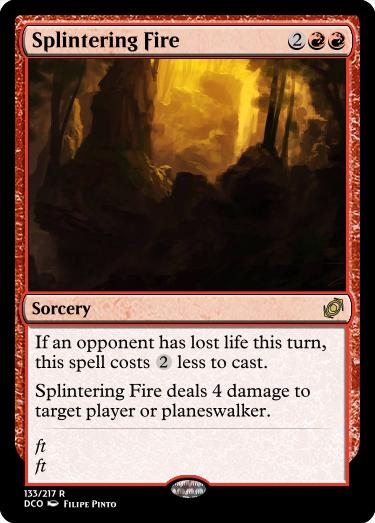 Splintering Fire 2
Sorcery
If an opponent has lost life this turn,
this spell costs 2 less to cast.
Splintering Fire deals 4 damage to
target player or planeswalker.
ft
ft
133/217 R
DCO Filipe Pinto